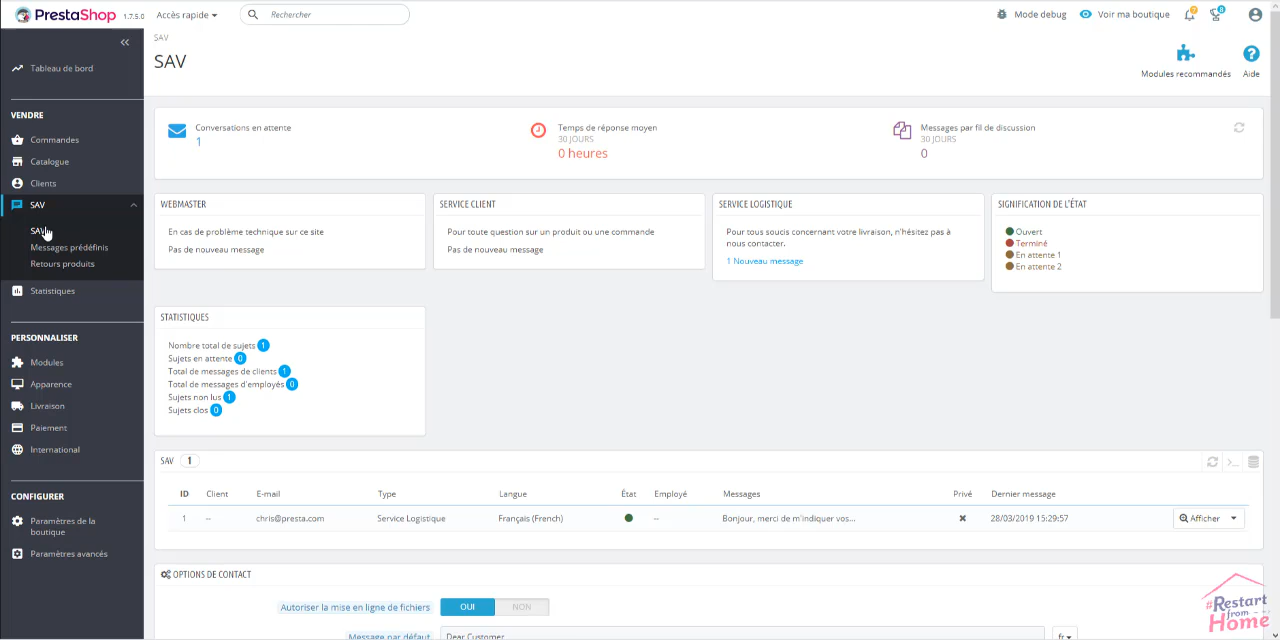 PrestaShop 1.7.5.0 Accès rapide Rechercher Mode debug Voir ma boutique 2 8
SAV
SAV
Modules recommandés Aide
Tableau de bord
VENDRE
Commandes
Catalogue
Clients
SAV
SAV
Messages prédéfinis
Retours produits
Statistiques
PERSONNALISER
Modules
Apparence
Livraison
Paiement
International
CONFIGURER
Paramètres de la
boutique
Paramètres avancés
Conversations en attente
1
Temps de réponse moyen
30 JOURS
0 heures
Messages par fil de discussion
30 JOURS
0
WEBMASTER
En cas de problème technique sur ce site
Pas de nouveau message
SERVICE CLIENT
Pour toute question sur un produit ou une commande
Pas de nouveau message
SERVICE LOGISTIQUE
Pour tous soucis concernant votre livraison, n'hésitez pas à
nous contacter.
1 Nouveau message
SIGNIFICATION DE L'ÉTAT
Ouvert
Terminé
En attente 1
En attente 2
STATISTIQUES
Nombre total de sujets 1
Sujets en attente 0
Total de messages de clients 1
Total de messages d'employés 0
Sujets non lus 1
Sujets clos 0
SAV 1
ID Client E-mail Type Langue État Employé Messages Privé Dernier message
1 -- chris@presta.com Service Logistique Français (French) -- Bonjour, merci de m'indiquer vos... 28/03/2019 15:29:57 Afficher
OPTIONS DE CONTACT
Autoriser la mise en ligne de fichiers OUI NON
Message par défaut Dear Customer fr
#Restart
from
Home